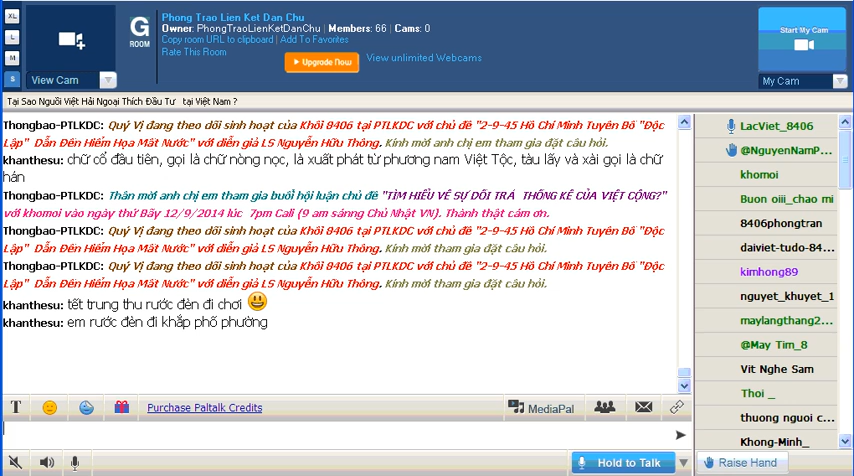 XL
L
M
S
View Cam
G
ROOM
Phong Trao Lien Ket Dan Chu
Owner: PhongTraoLienKetDanChu | Members: 66 | Cams: 0
Copy room URL to clipboard | Add To Favorites
Rate This Room
Upgrade Now
View unlimited Webcams
Start My Cam
My Cam
Tại Sao Người Việt Hải Ngoại Thích Đầu Tư tại Việt Nam ?
Thongbao-PTLKDC: Quý Vị đang theo dõi sinh hoạt của Khối 8406 tại PTLKDC với chủ đề "2-9-45 Hồ Chí Minh Tuyên Bố "Độc
Lập" Dẫn Đến Hiểm Họa Mất Nước" với diễn giả LS Nguyễn Hữu Thống. Kính mời anh chị em tham gia đặt câu hỏi.
khanthesu: chữ cổ đầu tiên, gọi là chữ nòng nọc, là xuất phát từ phương nam Việt Tộc, tàu lấy và xài gọi là chữ
hán
Thongbao-PTLKDC: Thân mời anh chị em tham gia buổi hội luận chủ đề "TÌM HIỂU VỀ SỰ DỐI TRÁ THỐNG KÊ CỦA VIỆT CỘNG?"
với khomoi vào ngày thứ Bảy 12/9/2014 lúc 7pm Cali (9 am sánng Chủ Nhật VN). Thành thật cám ơn.
Thongbao-PTLKDC: Quý Vị đang theo dõi sinh hoạt của Khối 8406 tại PTLKDC với chủ đề "2-9-45 Hồ Chí Minh Tuyên Bố "Độc
Lập" Dẫn Đến Hiểm Họa Mất Nước" với diễn giả LS Nguyễn Hữu Thống. Kính mời tham gia đặt câu hỏi.
Thongbao-PTLKDC: Quý Vị đang theo dõi sinh hoạt của Khối 8406 tại PTLKDC với chủ đề "2-9-45 Hồ Chí Minh Tuyên Bố "Độc
Lập" Dẫn Đến Hiểm Họa Mất Nước" với diễn giả LS Nguyễn Hữu Thống. Kính mời tham gia đặt câu hỏi.
khanthesu: tết trung thu rước đèn đi chơi
khanthesu: em rước đèn đi khắp phố phường
LacViet_8406
@NguyenNamP...
khomoi
Buon oiii_chao mi
8406phongtran
daiviet-tudo-84...
kimhong89
nguyet_khuyet_1
maylangthang2...
@May Tim_8
Vit Nghe Sam
Thoi _
thuong nguoi c...
Khong-Minh_
T
Purchase Paltalk Credits
MediaPal
Hold to Talk
Raise Hand